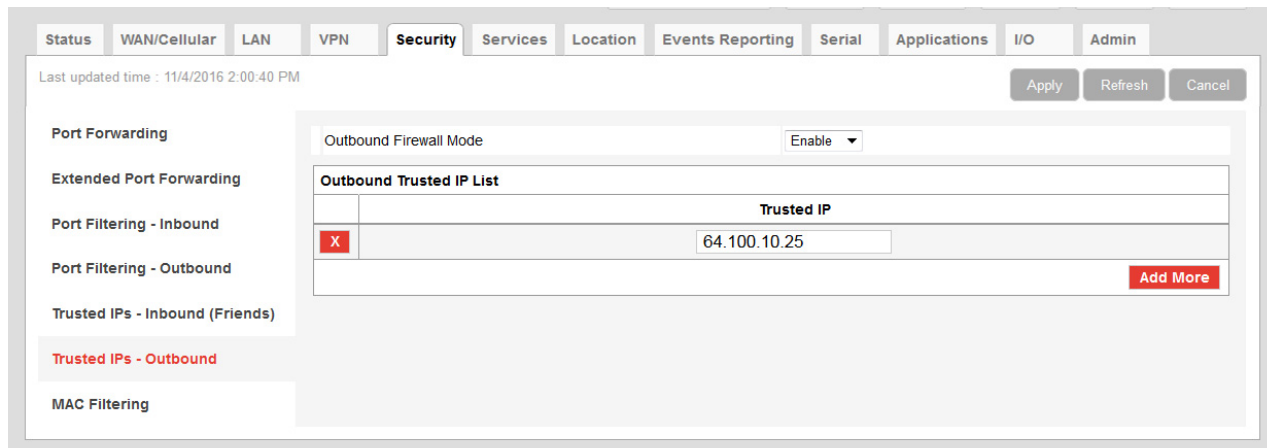 Status WAN/Cellular LAN VPN Security Services Location Events Reporting Serial Applications I/O Admin
Last updated time : 11/4/2016 2:00:40 PM
Apply Refresh Cancel
Port Forwarding
Extended Port Forwarding
Port Filtering - Inbound
Port Filtering - Outbound
Trusted IPs - Inbound (Friends)
Trusted IPs - Outbound
MAC Filtering
Outbound Firewall Mode Enable
Outbound Trusted IP List
Trusted IP
X 64.100.10.25
Add More